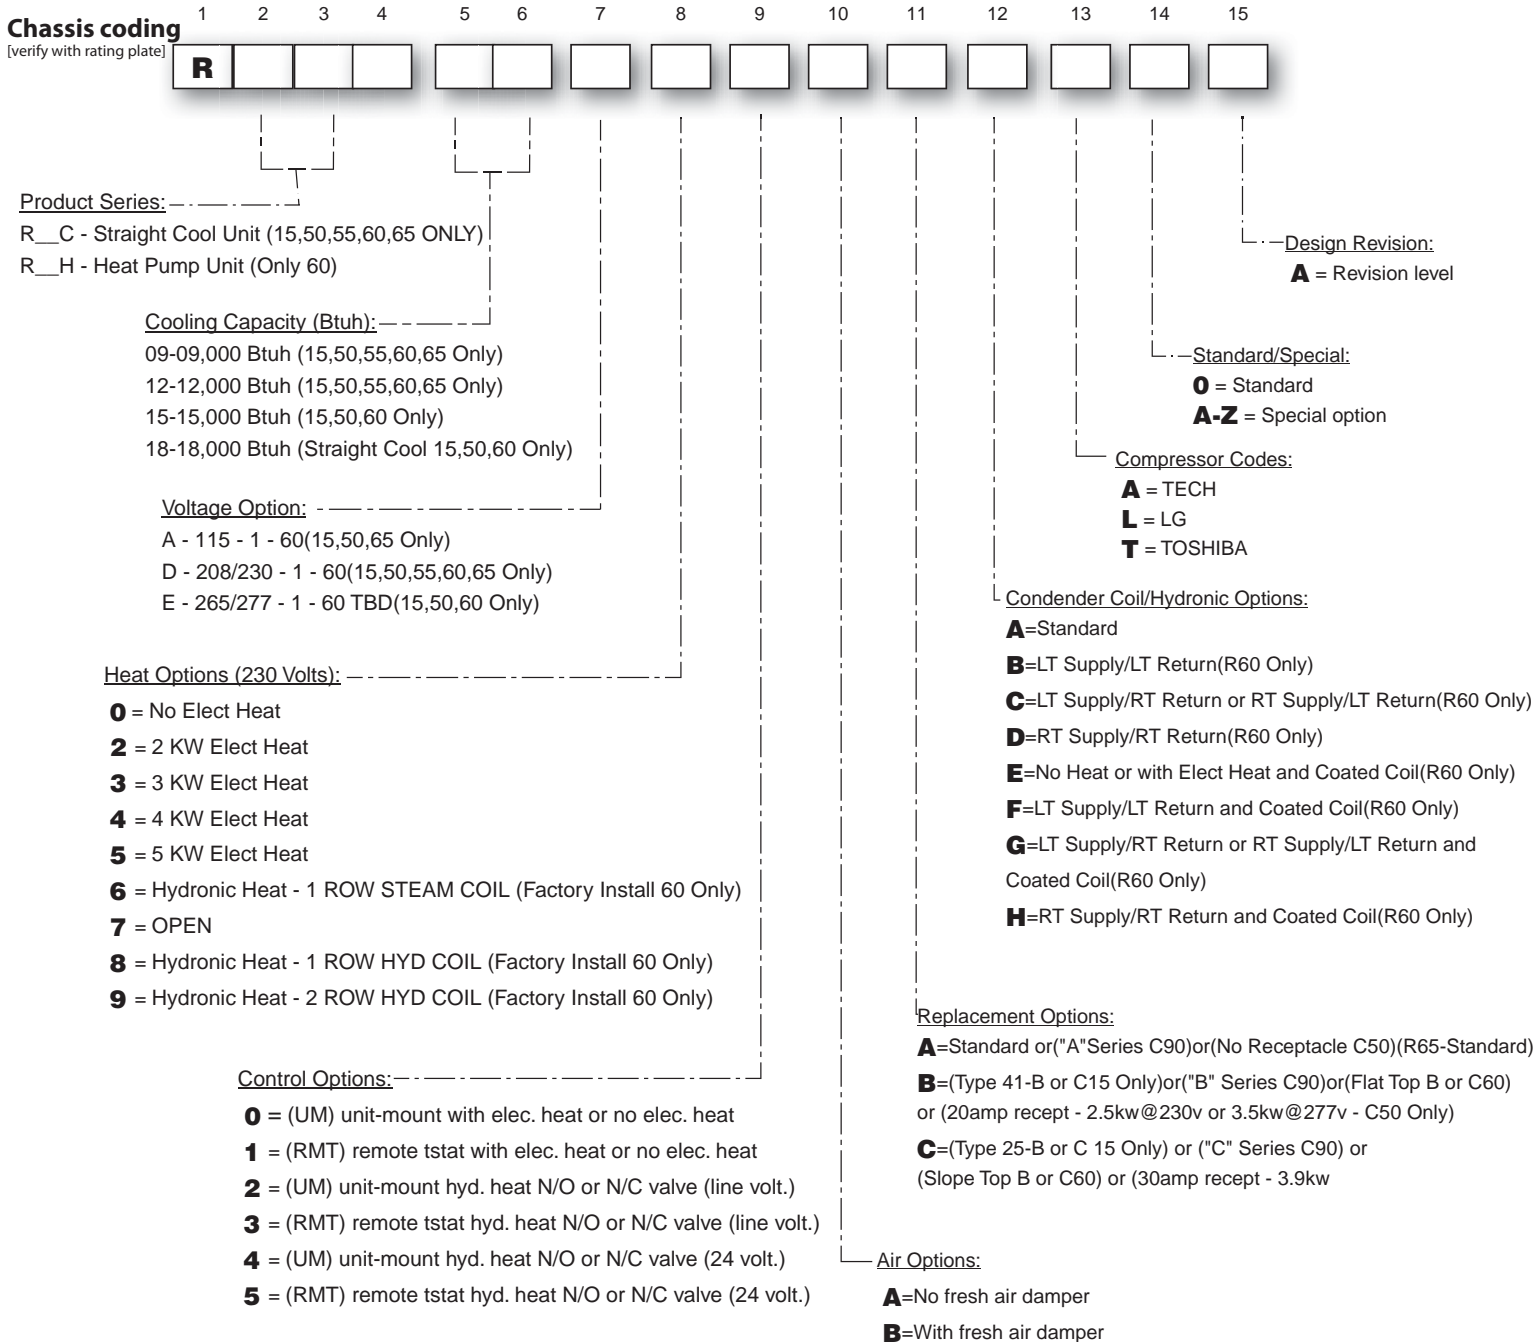 Chassis coding
[verify with rating plate]
1 2 3 5 6 7 8 9 10 11 12 13 14 15
R
Product Series:
R__C - Straight Cool Unit (15,50,55,60,65 ONLY)
R__H - Heat Pump Unit (Only 60)
Cooling Capacity (Btuh):
09-09,000 Btuh (15,50,55,60,65 Only)
12-12,000 Btuh (15,50,55,60,65 Only)
15-15,000 Btuh (15,50,60 Only)
18-18,000 Btuh (Straight Cool 15,50,60 Only)
Voltage Option:
A - 115 - 1 - 60(15,50,65 Only)
D - 208/230 - 1 - 60(15,50,55,60,65 Only)
E - 265/277 - 1 - 60 TBD(15,50,60 Only)
Heat Options (230 Volts):
0 = No Elect Heat
2 = 2 KW Elect Heat
3 = 3 KW Elect Heat
4 = 4 KW Elect Heat
5 = 5 KW Elect Heat
6 = Hydronic Heat - 1 ROW STEAM COIL (Factory Install 60 Only)
7 = OPEN
8 = Hydronic Heat - 1 ROW HYD COIL (Factory Install 60 Only)
9 = Hydronic Heat - 2 ROW HYD COIL (Factory Install 60 Only)
Control Options:
0 = (UM) unit-mount with elec. heat or no elec. heat
1 = (RMT) remote tstat with elec. heat or no elec. heat
2 = (UM) unit-mount hyd. heat N/O or N/C valve (line volt.)
3 = (RMT) remote tstat hyd. heat N/O or N/C valve (line volt.)
4 = (UM) unit-mount hyd. heat N/O or N/C valve (24 volt.)
5 = (RMT) remote tstat hyd. heat N/O or N/C valve (24 volt.)
Air Options:
A=No fresh air damper
B=With fresh air damper
Replacement Options:
A=Standard or("A"Series C90)or(No Receptacle C50)(R65-Standard)
B=(Type 41-B or C15 Only)or("B" Series C90)or(Flat Top B or C60)
or (20amp recept - 2.5kw@230v or 3.5kw@277v - C50 Only)
C=(Type 25-B or C 15 Only) or ("C" Series C90) or
(Slope Top B or C60) or (30amp recept - 3.9kw
Condender Coil/Hydronic Options:
A=Standard
B=LT Supply/LT Return(R60 Only)
C=LT Supply/RT Return or RT Supply/LT Return(R60 Only)
D=RT Supply/RT Return(R60 Only)
E=No Heat or with Elect Heat and Coated Coil(R60 Only)
F=LT Supply/LT Return and Coated Coil(R60 Only)
G=LT Supply/RT Return or RT Supply/LT Return and
Coated Coil(R60 Only)
H=RT Supply/RT Return and Coated Coil(R60 Only)
Compressor Codes:
A = TECH
L = LG
T = TOSHIBA
Standard/Special:
0 = Standard
A-Z = Special option
Design Revision:
A = Revision level